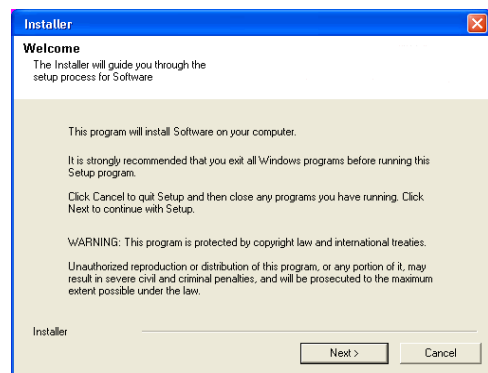 Installer
Welcome
The Installer will guide you through the
setup process for Software
This program will install Software on your computer.
It is strongly recommended that you exit all Windows programs before running this
Setup program.
Click Cancel to quit Setup and then close any programs you have running. Click
Next to continue with Setup.
WARNING: This program is protected by copyright law and international treaties.
Unauthorized reproduction or distribution of this program, or any portion of it, may
result in severe civil and criminal penalties, and will be prosecuted to the maximum
extent possible under the law.
Installer
Next > Cancel